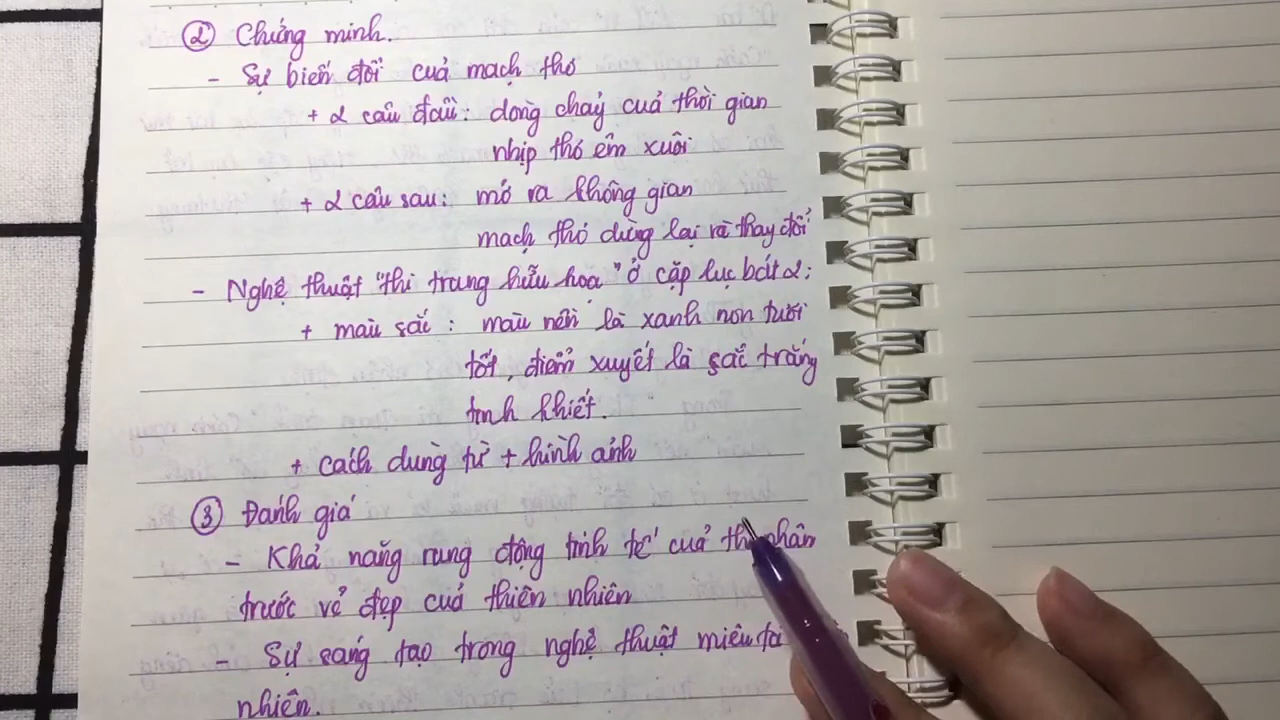 ② Chứng minh.
- Sự biến đổi của mạch thơ
+ 2 câu đầu: dòng chảy của thời gian
nhịp thơ êm xuôi
+ 2 câu sau: mở ra không gian
mạch thơ dừng lại rà thay đổi
- Nghệ thuật "thi trung hữu họa" ở cặp lục bát 2:
+ màu sắc: màu nền là xanh non tươi
tốt, điểm xuyết là sắc trắng
tinh khiết.
+ cách dùng từ + hình ảnh
③ Đánh giá
- Khả năng rung động tinh tế của thi nhân
trước vẻ đẹp của thiên nhiên
- Sự sáng tạo trong nghệ thuật miêu tả
nhiên.